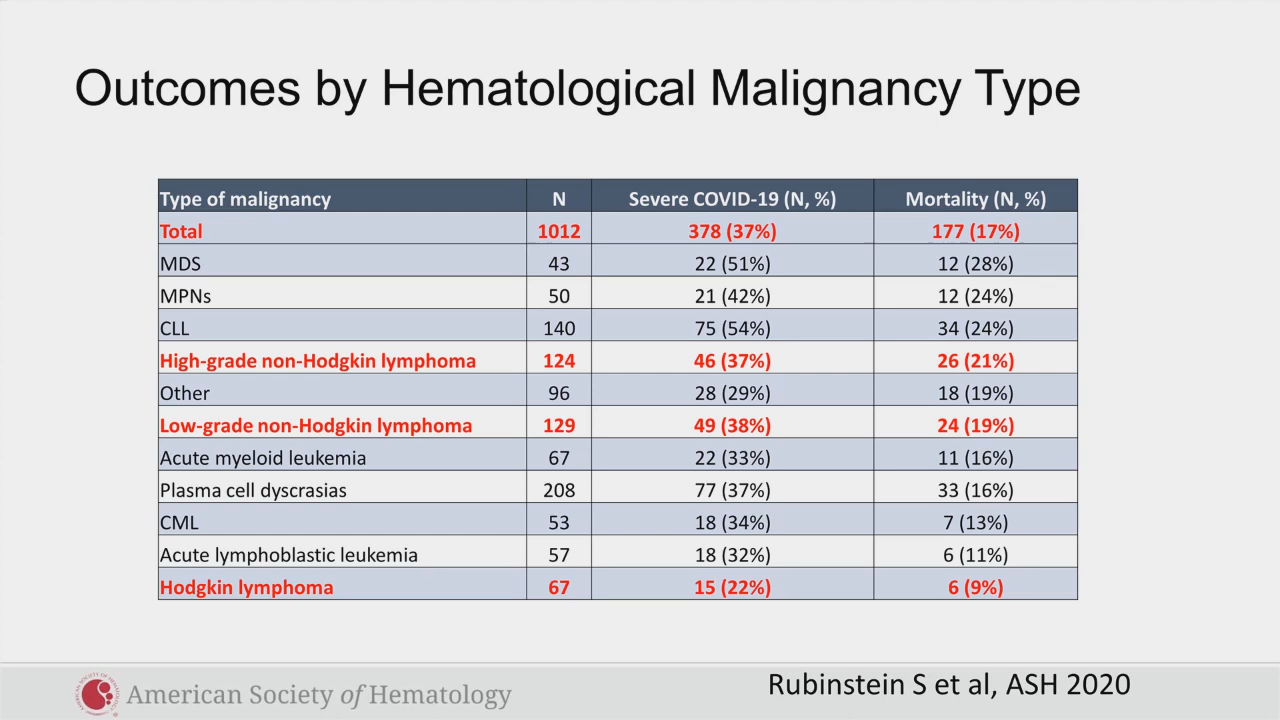 Outcomes by Hematological Malignancy Type
Type of malignancy N Severe COVID-19 (N, %) Mortality (N, %)
Total 1012 378 (37%) 177 (17%)
MDS 43 22 (51%) 12 (28%)
MPNs 50 21 (42%) 12 (24%)
CLL 140 75 (54%) 34 (24%)
High-grade non-Hodgkin lymphoma 124 46 (37%) 26 (21%)
Other 96 28 (29%) 18 (19%)
Low-grade non-Hodgkin lymphoma 129 49 (38%) 24 (19%)
Acute myeloid leukemia 67 22 (33%) 11 (16%)
Plasma cell dyscrasias 208 77 (37%) 33 (16%)
CML 53 18 (34%) 7 (13%)
Acute lymphoblastic leukemia 57 18 (32%) 6 (11%)
Hodgkin lymphoma 67 15 (22%) 6 (9%)
American Society of Hematology
Rubinstein S et al, ASH 2020